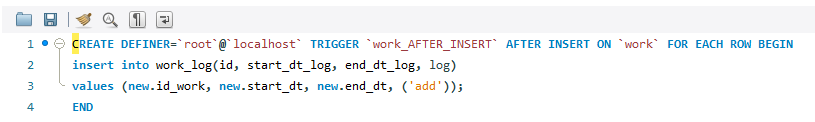 1 CREATE DEFINER=`root`@`localhost` TRIGGER `work_AFTER_INSERT` AFTER INSERT ON `work` FOR EACH ROW BEGIN
2 insert into work_log(id, start_dt_log, end_dt_log, log)
3 values (new.id_work, new.start_dt, new.end_dt, ('add'));
4 END